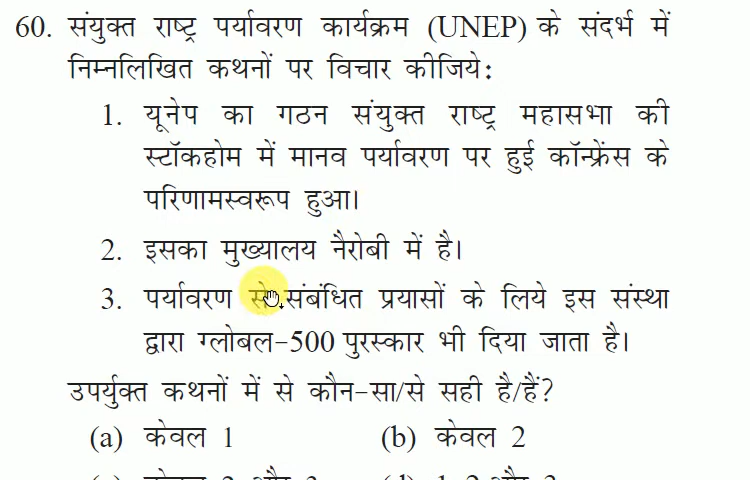 60. संयुक्त राष्ट्र पर्यावरण कार्यक्रम (UNEP) के संदर्भ में
निम्नलिखित कथनों पर विचार कीजिये:
1. यूनेप का गठन संयुक्त राष्ट्र महासभा की
स्टॉकहोम में मानव पर्यावरण पर हुई कॉन्फ्रेंस के
परिणामस्वरूप हुआ।
2. इसका मुख्यालय नैरोबी में है।
3. पर्यावरण से संबंधित प्रयासों के लिये इस संस्था
द्वारा ग्लोबल-500 पुरस्कार भी दिया जाता है।
उपर्युक्त कथनों में से कौन-सा/से सही है/हैं?
(a) केवल 1 (b) केवल 2